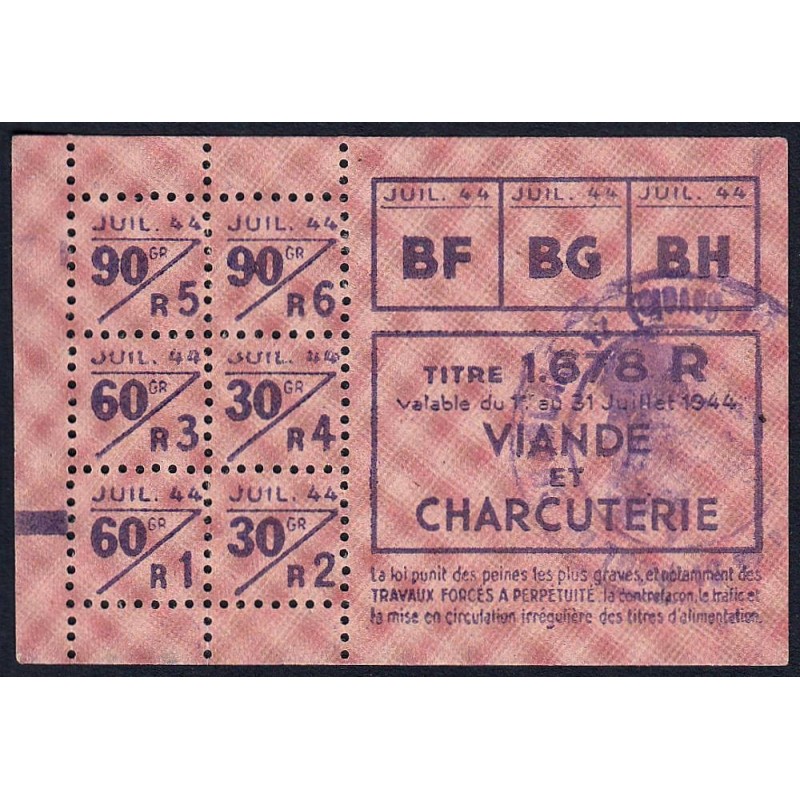 JUIL. 44 JUIL. 44
90 GR R 5 90 GR R 6
JUIL. 44 JUIL. 44
60 GR R 3 30 GR R 4
JUIL. 44 JUIL. 44
60 GR R 1 30 GR R 2
JUIL. 44 JUIL. 44 JUIL. 44
BF BG BH
TITRE 1.678 R
valable du 1er au 31 Juillet 1944
VIANDE
ET
CHARCUTERIE
La loi punit des peines les plus graves, et notamment des
TRAVAUX FORCÉS A PERPÉTUITÉ, la contrefaçon, le trafic et
la mise en circulation irrégulière des titres d'alimentation.